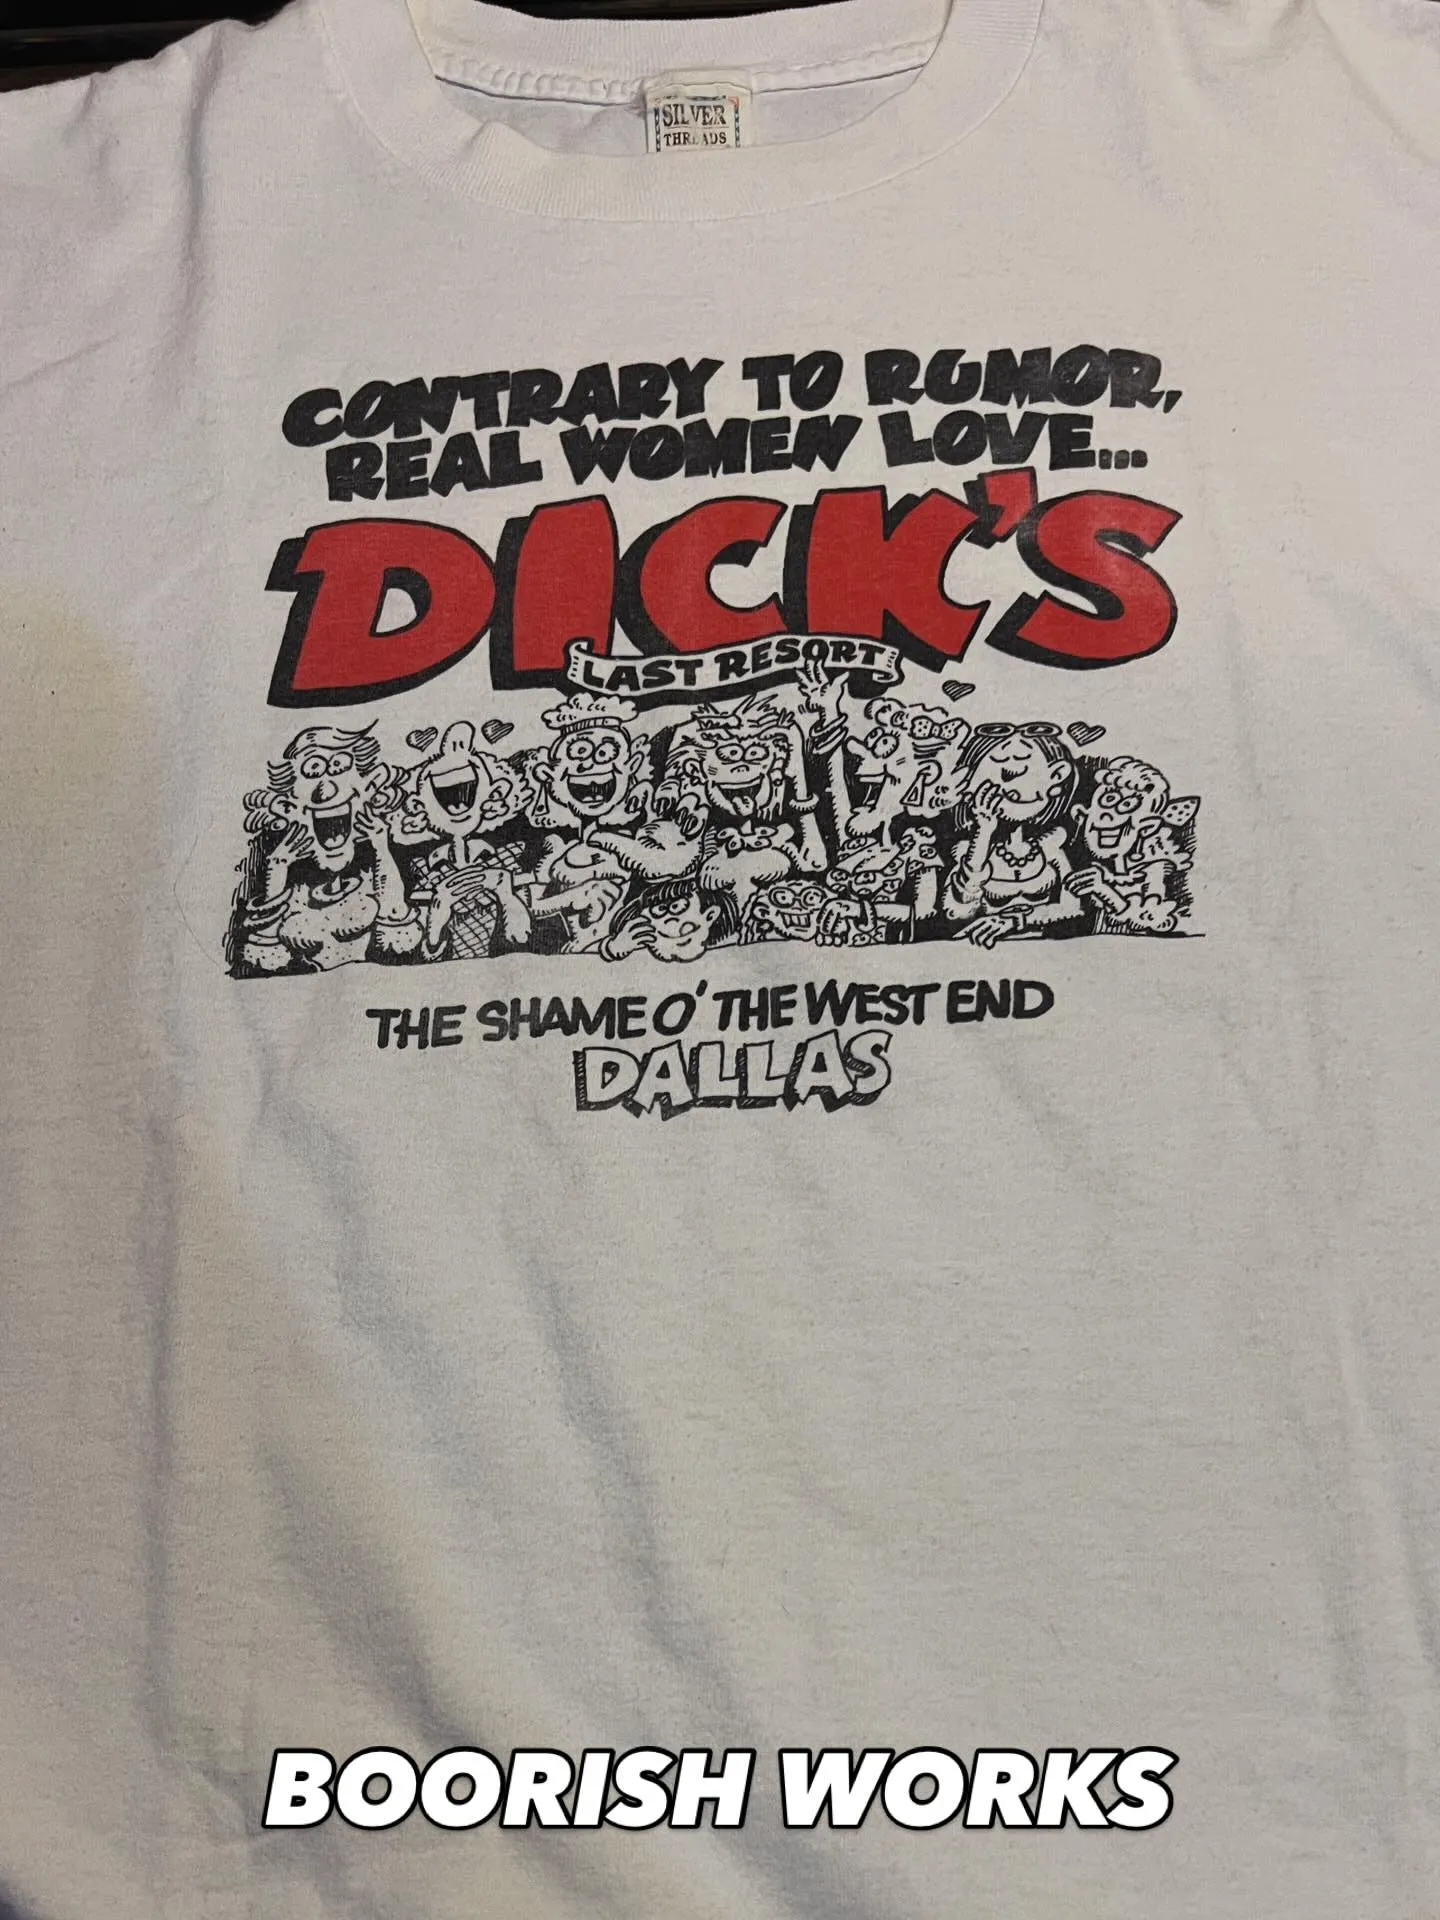 SILVER
THREADS
CONTRARY TO RUMOR,
REAL WOMEN LOVE...
DICK'S
LAST RESORT
THE SHAME O' THE WEST END
DALLAS
BOORISH WORKS